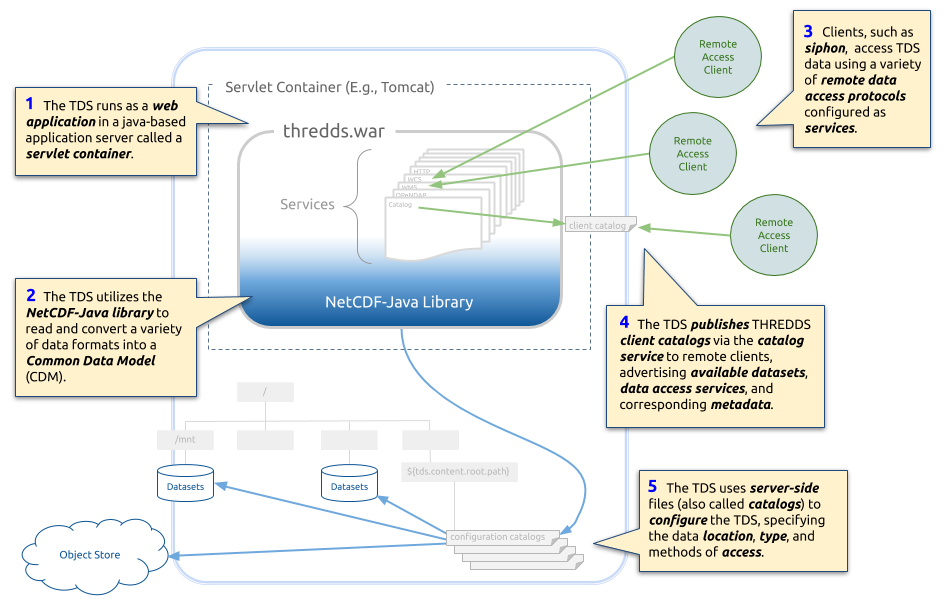 Remote
Access
Client
3 Clients, such as
siphon, access TDS
data using a variety
of remote data
access protocols
configured as
services.
Servlet Container (E.g., Tomcat)
1 The TDS runs as a web
application in a java-based
application server called a
servlet container.
thredds.war
Remote
Access
Client
HTTP
WCS
WMS
OPeNDAP
Catalog
Services
client catalog
Remote
Access
Client
2 The TDS utilizes the
NetCDF-Java library to
read and convert a variety
of data formats into a
Common Data Model
(CDM).
NetCDF-Java Library
4 The TDS publishes THREDDS
client catalogs via the catalog
service to remote clients,
advertising available datasets,
data access services, and
corresponding metadata.
/
/mnt
${tds.content.root.path}
Datasets
Datasets
5 The TDS uses server-side
files (also called catalogs) to
configure the TDS, specifying
the data location, type, and
methods of access.
configuration catalogs
Object Store